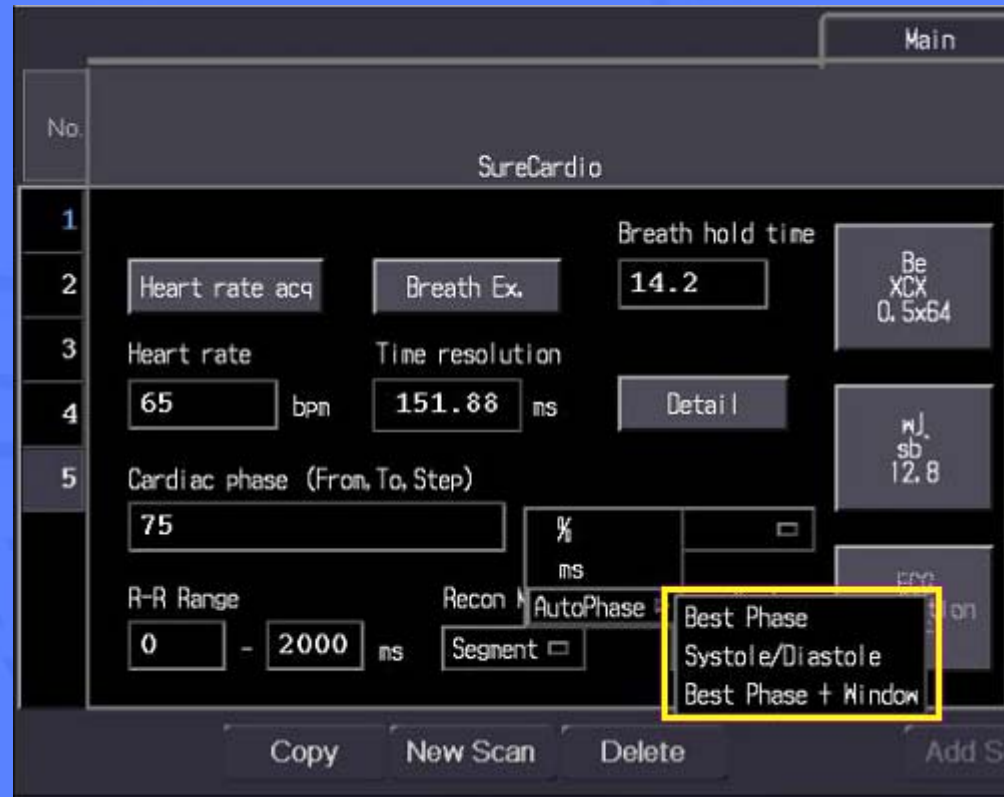 Main
No.
SureCardio
1
2
3
4
5
Breath hold time
Heart rate acq
Breath Ex.
14.2
Be
XCX
0.5x64
Heart rate
Time resolution
65 bpm
151.88 ms
Detail
sb
12.8
Cardiac phase (From, To, Step)
75
%
ms
AutoPhase
R-R Range
Recon
0 - 2000 ms
Segment
Best Phase
Systole/Diastole
Best Phase + Window
Copy
New Scan
Delete
Add S